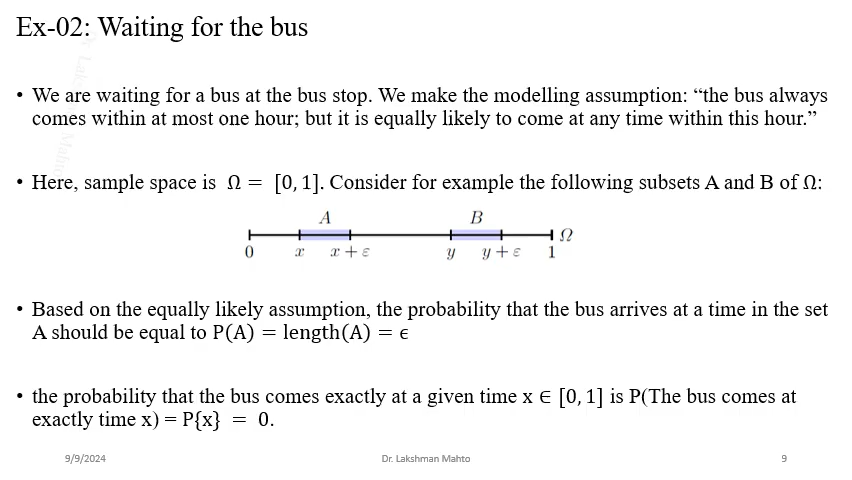 Ex-02: Waiting for the bus
• We are waiting for a bus at the bus stop. We make the modelling assumption: “the bus always
comes within at most one hour; but it is equally likely to come at any time within this hour.”
• Here, sample space is Ω = [0, 1]. Consider for example the following subsets A and B of Ω:
A B
Ω
0 x x + ε y y + ε 1
• Based on the equally likely assumption, the probability that the bus arrives at a time in the set
A should be equal to P(A) = length(A) = ϵ
• the probability that the bus comes exactly at a given time x ∈ [0, 1] is P(The bus comes at
exactly time x) = P{x} = 0.
9/9/2024 Dr. Lakshman Mahto 9